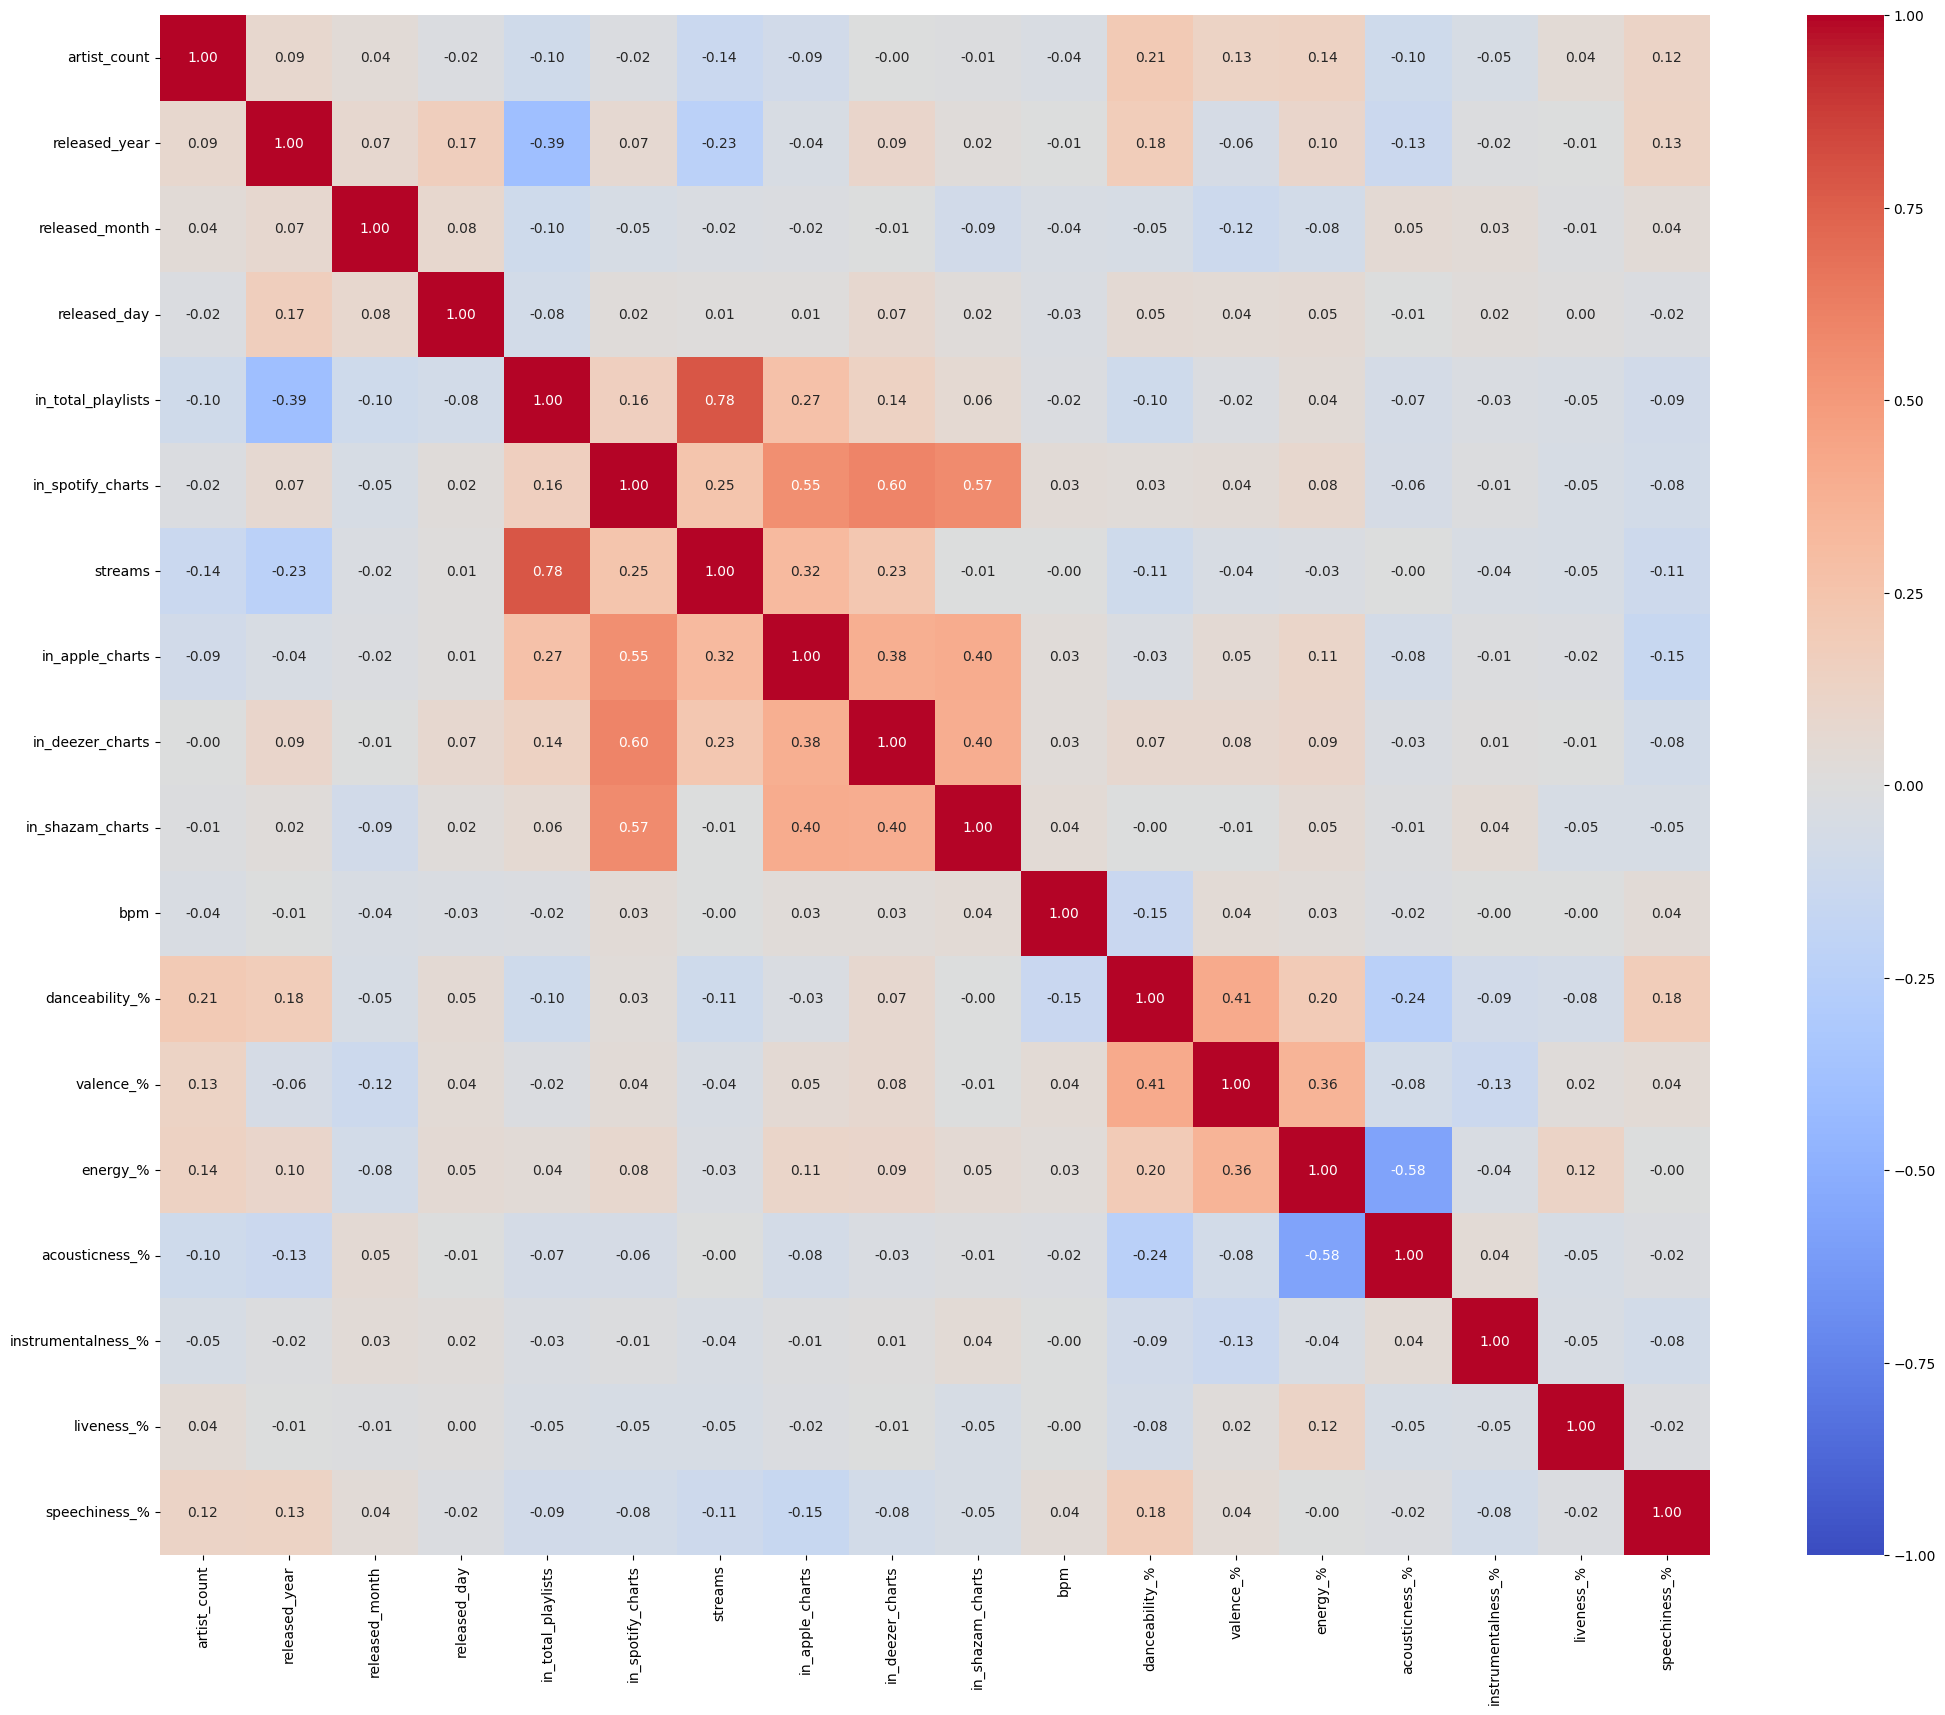 artist_count 1.00 0.09 0.04 -0.02 -0.10 -0.02 -0.14 -0.09 -0.00 -0.01 -0.04 0.21 0.13 0.14 -0.10 -0.05 0.04 0.12
released_year 0.09 1.00 0.07 0.17 -0.39 0.07 -0.23 -0.04 0.09 0.02 -0.01 0.18 -0.06 0.10 -0.13 -0.02 -0.01 0.13
released_month 0.04 0.07 1.00 0.08 -0.10 -0.05 -0.02 -0.02 -0.01 -0.09 -0.04 -0.05 -0.12 -0.08 0.05 0.03 -0.01 0.04
released_day -0.02 0.17 0.08 1.00 -0.08 0.02 0.01 0.01 0.07 0.02 -0.03 0.05 0.04 0.05 -0.01 0.02 0.00 -0.02
in_total_playlists -0.10 -0.39 -0.10 -0.08 1.00 0.16 0.78 0.27 0.14 0.06 -0.02 -0.10 -0.02 0.04 -0.07 -0.03 -0.05 -0.09
in_spotify_charts -0.02 0.07 -0.05 0.02 0.16 1.00 0.25 0.55 0.60 0.57 0.03 0.03 0.04 0.08 -0.06 -0.01 -0.05 -0.08
streams -0.14 -0.23 -0.02 0.01 0.78 0.25 1.00 0.32 0.23 -0.01 -0.00 -0.11 -0.04 -0.03 -0.00 -0.04 -0.05 -0.11
in_apple_charts -0.09 -0.04 -0.02 0.01 0.27 0.55 0.32 1.00 0.38 0.40 0.03 -0.03 0.05 0.11 -0.08 -0.01 -0.02 -0.15
in_deezer_charts -0.00 0.09 -0.01 0.07 0.14 0.60 0.23 0.38 1.00 0.40 0.03 0.07 0.08 0.09 -0.03 0.01 -0.01 -0.08
in_shazam_charts -0.01 0.02 -0.09 0.02 0.06 0.57 -0.01 0.40 0.40 1.00 0.04 -0.00 -0.01 0.05 -0.01 0.04 -0.05 -0.05
bpm -0.04 -0.01 -0.04 -0.03 -0.02 0.03 -0.00 0.03 0.03 0.04 1.00 -0.15 0.04 0.03 -0.02 -0.00 -0.00 0.04
danceability_% 0.21 0.18 -0.05 0.05 -0.10 0.03 -0.11 -0.03 0.07 -0.00 -0.15 1.00 0.41 0.20 -0.24 -0.09 -0.08 0.18
valence_% 0.13 -0.06 -0.12 0.04 -0.02 0.04 -0.04 0.05 0.08 -0.01 0.04 0.41 1.00 0.36 -0.08 -0.13 0.02 0.04
energy_% 0.14 0.10 -0.08 0.05 0.04 0.08 -0.03 0.11 0.09 0.05 0.03 0.20 0.36 1.00 -0.58 -0.04 0.12 -0.00
acousticness_% -0.10 -0.13 0.05 -0.01 -0.07 -0.06 -0.00 -0.08 -0.03 -0.01 -0.02 -0.24 -0.08 -0.58 1.00 0.04 -0.05 -0.02
instrumentalness_% -0.05 -0.02 0.03 0.02 -0.03 -0.01 -0.04 -0.01 0.01 0.04 -0.00 -0.09 -0.13 -0.04 0.04 1.00 -0.05 -0.08
liveness_% 0.04 -0.01 -0.01 0.00 -0.05 -0.05 -0.05 -0.02 -0.01 -0.05 -0.00 -0.08 0.02 0.12 -0.05 -0.05 1.00 -0.02
speechiness_% 0.12 0.13 0.04 -0.02 -0.09 -0.08 -0.11 -0.15 -0.08 -0.05 0.04 0.18 0.04 -0.00 -0.02 -0.08 -0.02 1.00
artist_count
released_year
released_month
released_day
in_total_playlists
in_spotify_charts
streams
in_apple_charts
in_deezer_charts
in_shazam_charts
bpm
danceability_%
valence_%
energy_%
acousticness_%
instrumentalness_%
liveness_%
speechiness_%
1.00
0.75
0.50
0.25
0.00
−0.25
−0.50
−0.75
−1.00